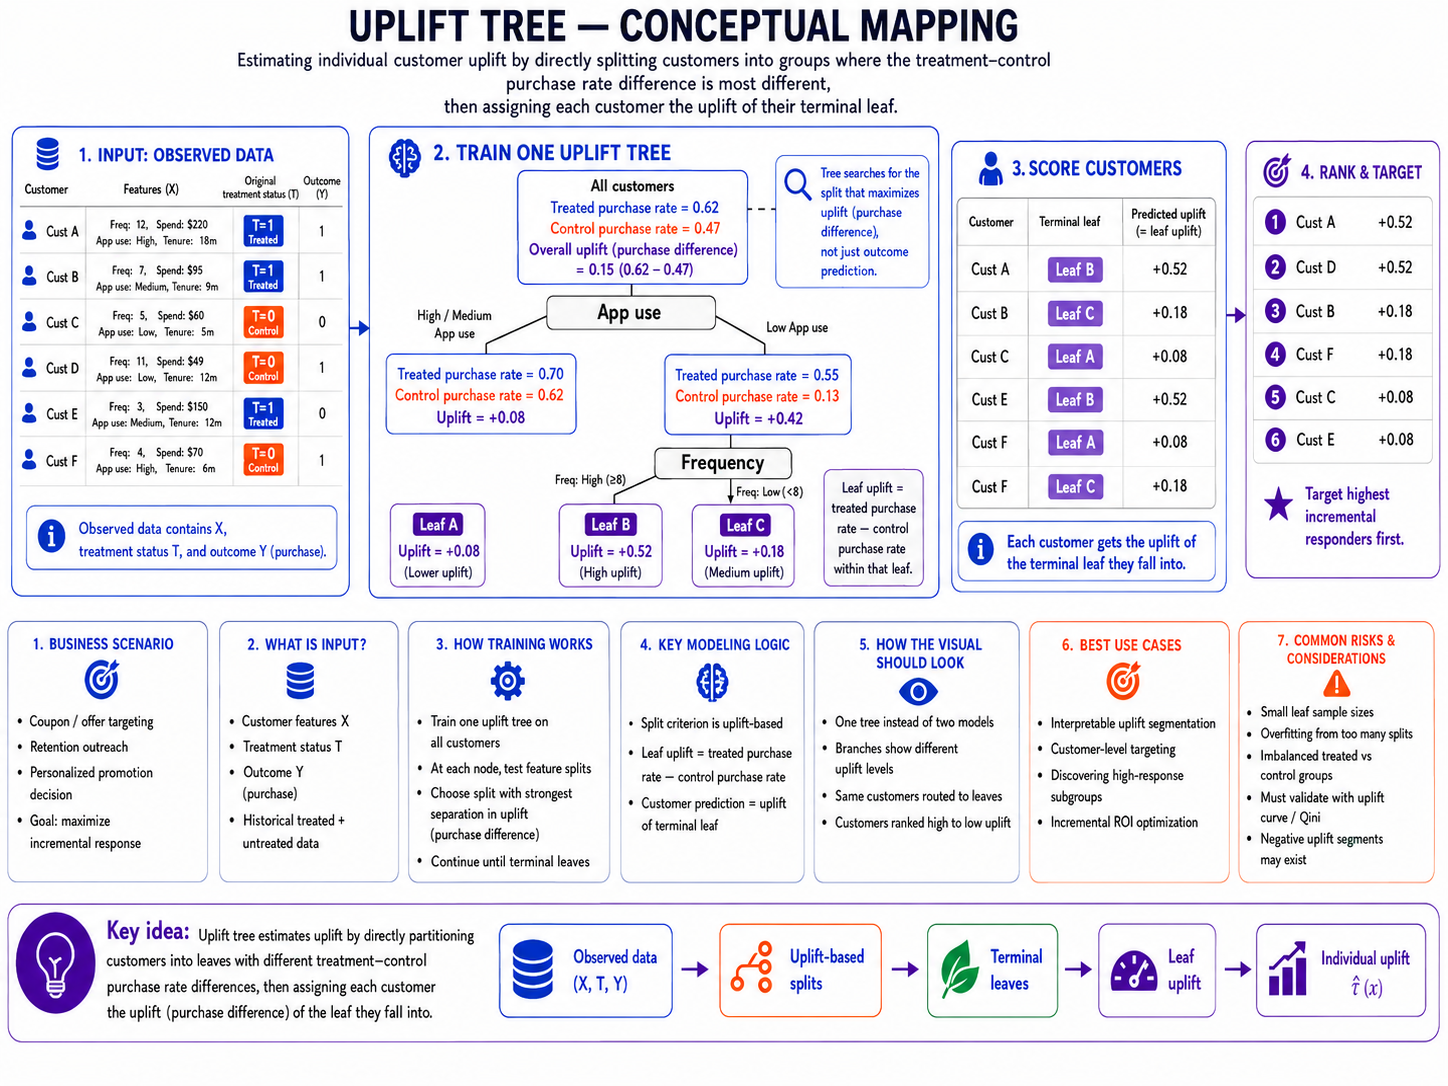 UPLIFT TREE — CONCEPTUAL MAPPING
Estimating individual customer uplift by directly splitting customers into groups where the treatment–control
purchase rate difference is most different,
then assigning each customer the uplift of their terminal leaf.
1. INPUT: OBSERVED DATA
Customer
Features (X)
Original
treatment status (T)
Outcome
(Y)
Cust A
Freq: 12, Spend: $220
App use: High, Tenure: 18m
T=1
Treated
1
Cust B
Freq: 7, Spend: $95
App use: Medium, Tenure: 9m
T=1
Treated
1
Cust C
Freq: 5, Spend: $60
App use: Low, Tenure: 5m
T=0
Control
0
Cust D
Freq: 11, Spend: $49
App use: Low, Tenure: 12m
T=0
Control
1
Cust E
Freq: 3, Spend: $150
App use: Medium, Tenure: 12m
T=1
Treated
0
Cust F
Freq: 4, Spend: $70
App use: High, Tenure: 6m
T=0
Control
1
Observed data contains X,
treatment status T, and outcome Y (purchase).
2. TRAIN ONE UPLIFT TREE
All customers
Treated purchase rate = 0.62
Control purchase rate = 0.47
Overall uplift (purchase difference)
= 0.15 (0.62 – 0.47)
Tree searches for the
split that maximizes
uplift (purchase
difference),
not just outcome
prediction.
App use
High / Medium
App use
Low App use
Treated purchase rate = 0.70
Control purchase rate = 0.62
Uplift = +0.08
Treated purchase rate = 0.55
Control purchase rate = 0.13
Uplift = +0.42
Frequency
Freq: High (≥8)
Freq: Low (<8)
Leaf A
Uplift = +0.08
(Lower uplift)
Leaf B
Uplift = +0.52
(High uplift)
Leaf C
Uplift = +0.18
(Medium uplift)
Leaf uplift =
treated purchase
rate — control
purchase rate
within that leaf.
3. SCORE CUSTOMERS
Customer
Terminal leaf
Predicted uplift
(= leaf uplift)
Cust A
Leaf B
+0.52
Cust B
Leaf C
+0.18
Cust C
Leaf A
+0.08
Cust E
Leaf B
+0.52
Cust F
Leaf A
+0.08
Cust F
Leaf C
+0.18
Each customer gets the uplift of
the terminal leaf they fall into.
4. RANK & TARGET
1 Cust A +0.52
2 Cust D +0.52
3 Cust B +0.18
4 Cust F +0.18
5 Cust C +0.08
6 Cust E +0.08
Target highest
incremental
responders first.
1. BUSINESS SCENARIO
• Coupon / offer targeting
• Retention outreach
• Personalized promotion
decision
• Goal: maximize
incremental response
2. WHAT IS INPUT?
• Customer features X
• Treatment status T
• Outcome Y
(purchase)
• Historical treated +
untreated data
3. HOW TRAINING WORKS
• Train one uplift tree on
all customers
• At each node, test feature splits
• Choose split with strongest
separation in uplift
(purchase difference)
• Continue until terminal leaves
4. KEY MODELING LOGIC
• Split criterion is uplift-based
• Leaf uplift = treated purchase
rate — control purchase rate
• Customer prediction = uplift
of terminal leaf
5. HOW THE VISUAL
SHOULD LOOK
• One tree instead of two models
• Branches show different
uplift levels
• Same customers routed to leaves
• Customers ranked high to low uplift
6. BEST USE CASES
• Interpretable uplift segmentation
• Customer-level targeting
• Discovering high-response
subgroups
• Incremental ROI optimization
7. COMMON RISKS &
CONSIDERATIONS
• Small leaf sample sizes
• Overfitting from too many splits
• Imbalanced treated vs
control groups
• Must validate with uplift
curve / Qini
• Negative uplift segments
may exist
Key idea: Uplift tree estimates uplift by directly partitioning
customers into leaves with different treatment–control
purchase rate differences, then assigning each customer
the uplift (purchase difference) of the leaf they fall into.
Observed data
(X, T, Y)
Uplift-based
splits
Terminal
leaves
Leaf
uplift
Individual uplift
τ̂ (x)